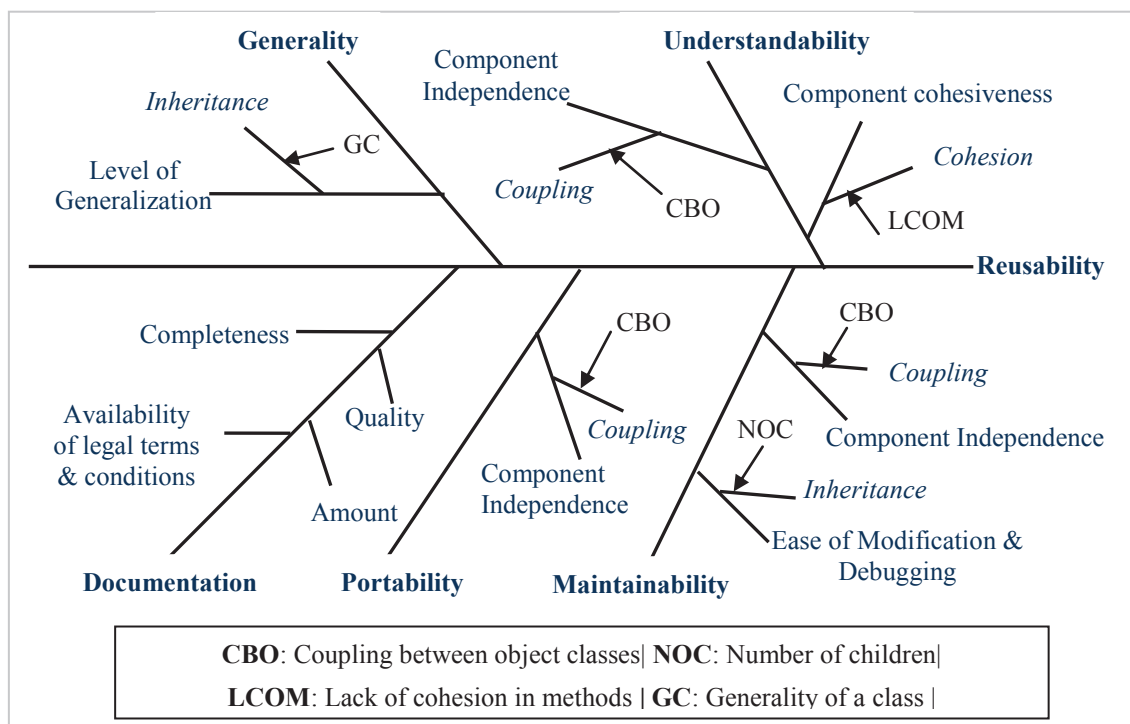 Generality
Understandability
Component
Independence
Component cohesiveness
Inheritance
GC
Cohesion
Level of
Generalization
Coupling
CBO
LCOM
Reusability
Completeness
CBO
CBO
Coupling
Availability
of legal terms
& conditions
Quality
Coupling
NOC
Component Independence
Component
Independence
Inheritance
Amount
Ease of Modification &
Debugging
Documentation
Portability
Maintainability
CBO: Coupling between object classes| NOC: Number of children|
LCOM: Lack of cohesion in methods | GC: Generality of a class |